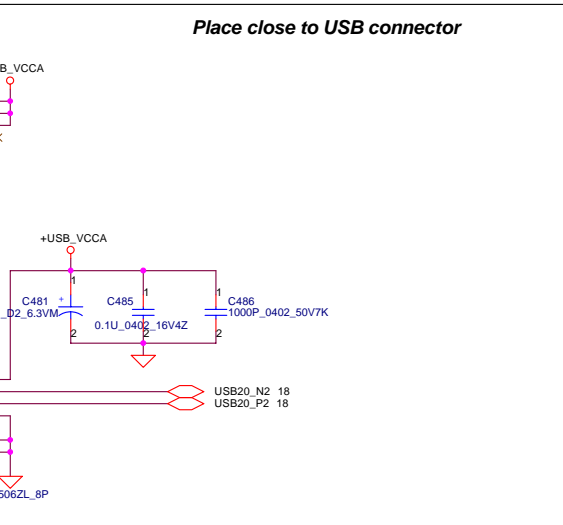 Place close to USB connector
B_VCCA
+USB_VCCA
1
1
1
C481
+
C485
C486
_D2_6.3VM
1000P_0402_50V7K
0.1U_0402_16V4Z
2
2
2
USB20_N2 18
USB20_P2 18
506ZL_8P